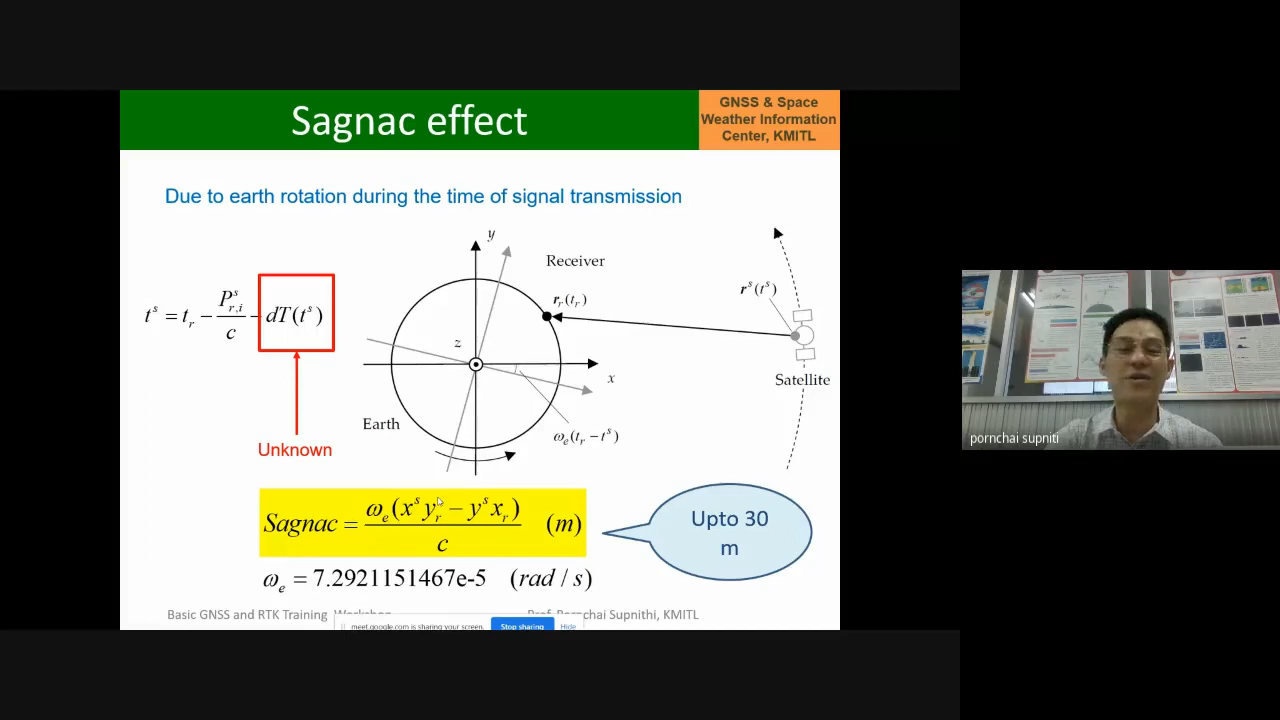 Sagnac effect
GNSS & Space
Weather Information
Center, KMITL
Due to earth rotation during the time of signal transmission
t^s = t_r − P^s_{r,i} / c − dT(t^s)
Unknown
y
Receiver
r_r(t_r)
r^s(t^s)
z
x
Satellite
Earth
ω_e(t_r − t^s)
Sagnac = ω_e(x^s y_r − y^s x_r) / c (m)
Upto 30
m
ω_e = 7.2921151467e-5 (rad / s)
Basic GNSS and RTK Training Workshop
Prof. Pornchai Supnithi, KMITL
meet.google.com is sharing your screen.
Stop sharing
Hide
pornchai supniti